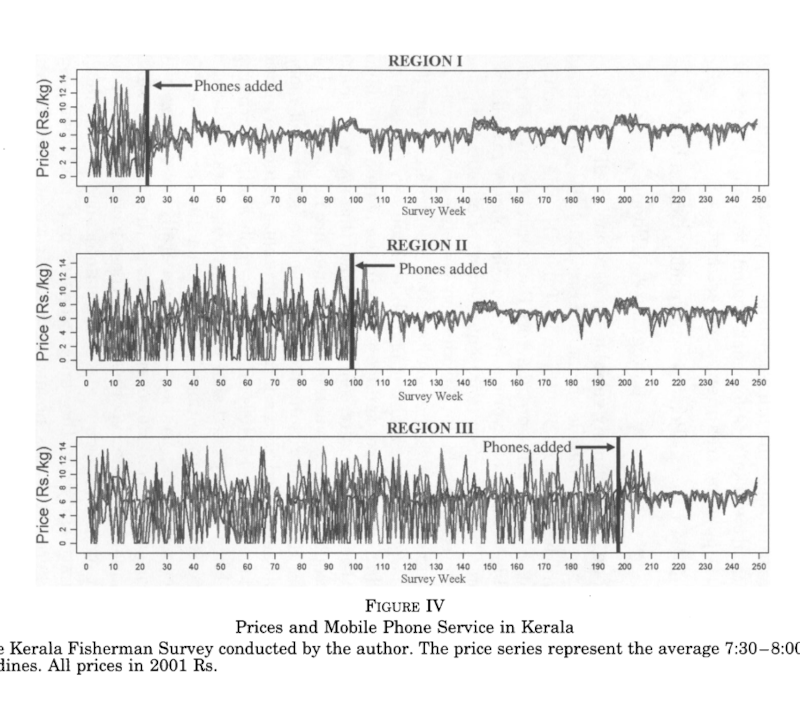 REGION I
Price (Rs./kg)
0 2 4 6 8 10 12 14
Phones added
0 10 20 30 40 50 60 70 80 90 100 110 120 130 140 150 160 170 180 190 200 210 220 230 240 250
Survey Week
REGION II
Price (Rs./kg)
0 2 4 6 8 10 12 14
Phones added
0 10 20 30 40 50 60 70 80 90 100 110 120 130 140 150 160 170 180 190 200 210 220 230 240 250
Survey Week
REGION III
Price (Rs./kg)
0 2 4 6 8 10 12 14
Phones added
0 10 20 30 40 50 60 70 80 90 100 110 120 130 140 150 160 170 180 190 200 210 220 230 240 250
Survey Week
FIGURE IV
Prices and Mobile Phone Service in Kerala
e Kerala Fisherman Survey conducted by the author. The price series represent the average 7:30–8:00
dines. All prices in 2001 Rs.